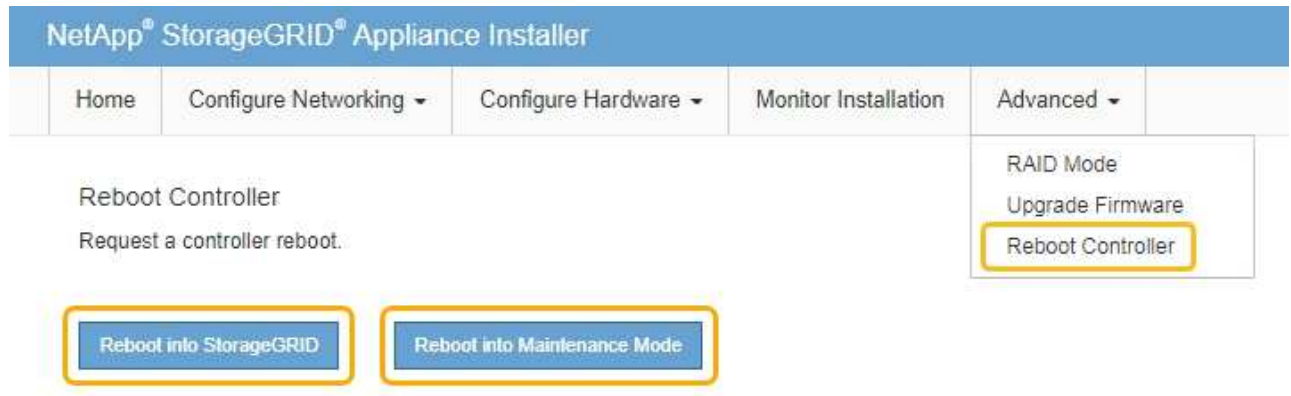 NetApp® StorageGRID® Appliance Installer
Home Configure Networking Configure Hardware Monitor Installation Advanced
RAID Mode
Upgrade Firmware
Reboot Controller
Reboot Controller
Request a controller reboot.
Reboot into StorageGRID Reboot into Maintenance Mode